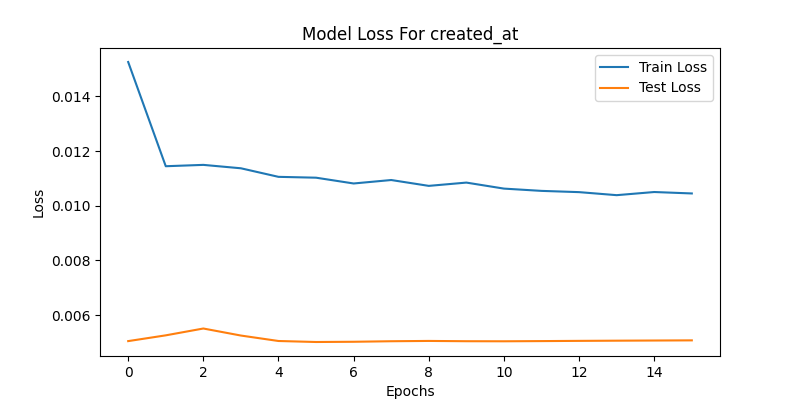 Model Loss For created_at
Train Loss
Test Loss
Loss
0.014
0.012
0.010
0.008
0.006
0 2 4 6 8 10 12 14
Epochs